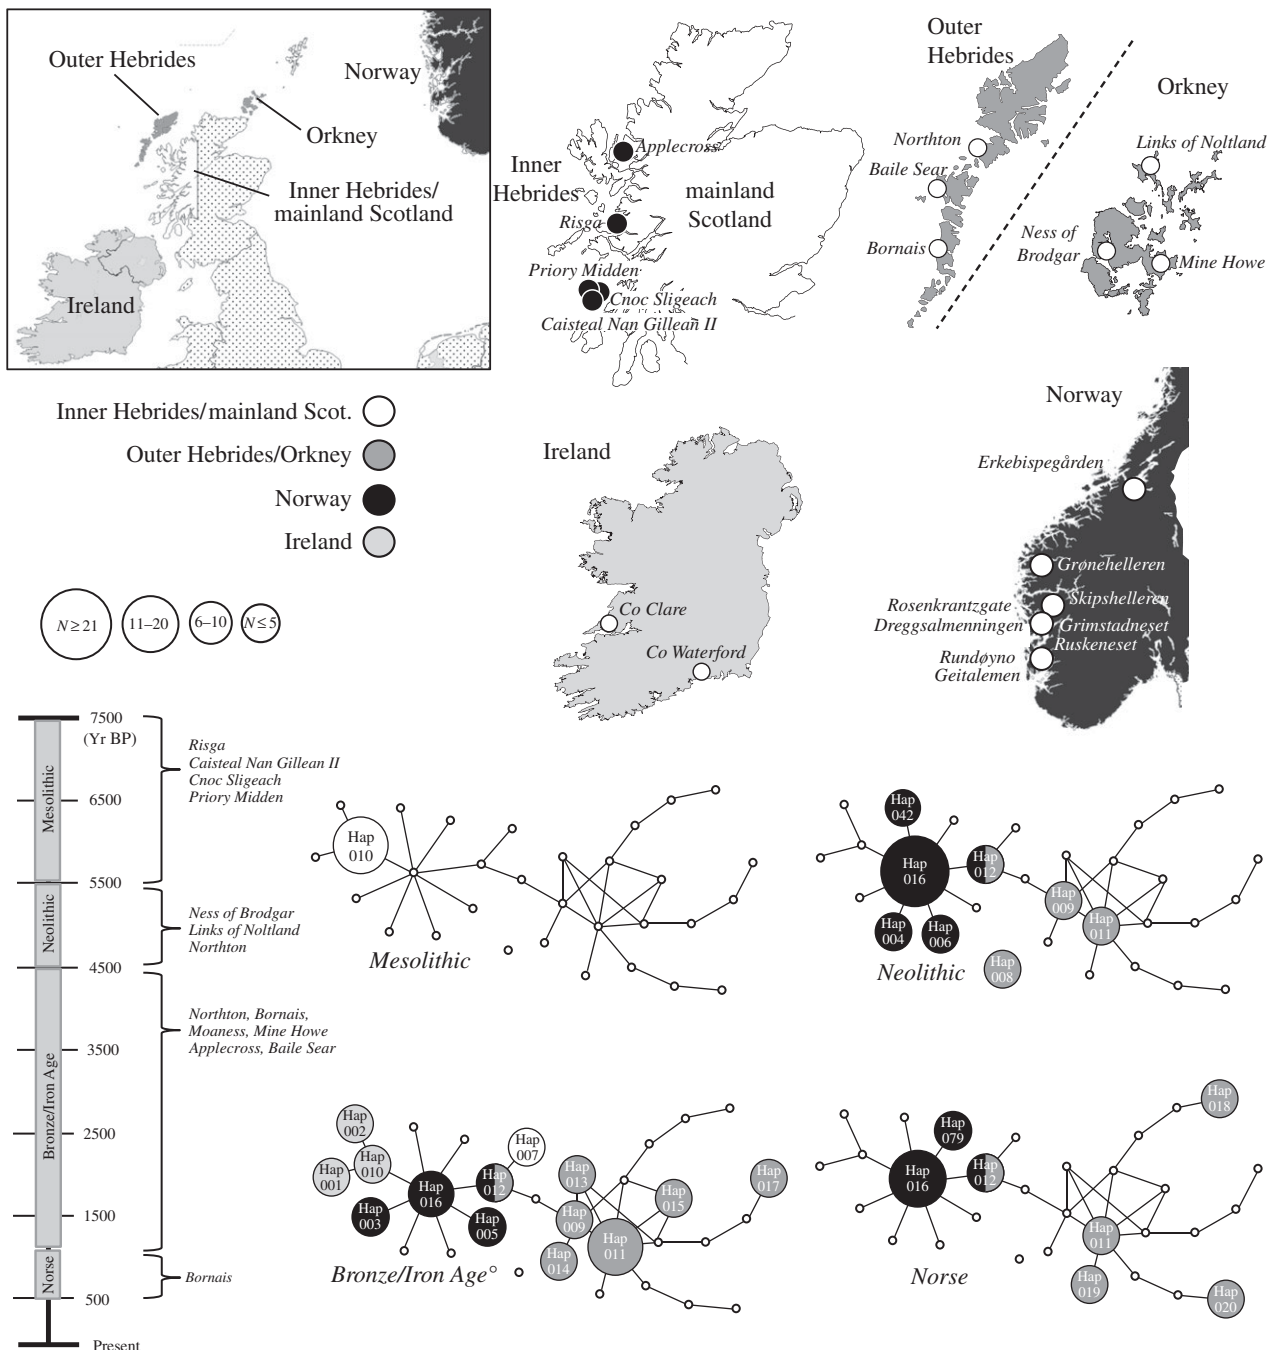 Outer Hebrides
Norway
Orkney
Inner Hebrides/
mainland Scotland
Ireland
Applecross
Inner
Hebrides
mainland
Scotland
Risga
Priory Midden
Cnoc Sligeach
Caisteal Nan Gillean II
Outer
Hebrides
Orkney
Northton
Links of Noltland
Baile Sear
Ness of
Brodgar
Bornais
Mine Howe
Inner Hebrides/mainland Scot.
Outer Hebrides/Orkney
Norway
Ireland
N ≥ 21
11–20
6–10
N ≤ 5
Ireland
Co Clare
Co Waterford
Norway
Erkebispegården
Grønehelleren
Skipshelleren
Rosenkrantzgate
Dreggsalmenningen
Grimstadneset
Ruskeneset
Rundøyno
Geitalemen
7500
(Yr BP)
6500
5500
4500
3500
2500
1500
500
Present
Mesolithic
Neolithic
Bronze/Iron Age
Norse
Risga
Caisteal Nan Gillean II
Cnoc Sligeach
Priory Midden
Ness of Brodgar
Links of Noltland
Northton
Northton, Bornais,
Moaness, Mine Howe
Applecross, Baile Sear
Bornais
Hap
010
Mesolithic
Hap
042
Hap
016
Hap
012
Hap
009
Hap
011
Hap
004
Hap
006
Hap
008
Neolithic
Hap
002
Hap
010
Hap
001
Hap
007
Hap
016
Hap
012
Hap
013
Hap
017
Hap
015
Hap
003
Hap
005
Hap
009
Hap
011
Hap
014
Bronze/Iron Age°
Hap
018
Hap
079
Hap
016
Hap
012
Hap
011
Hap
019
Hap
020
Norse